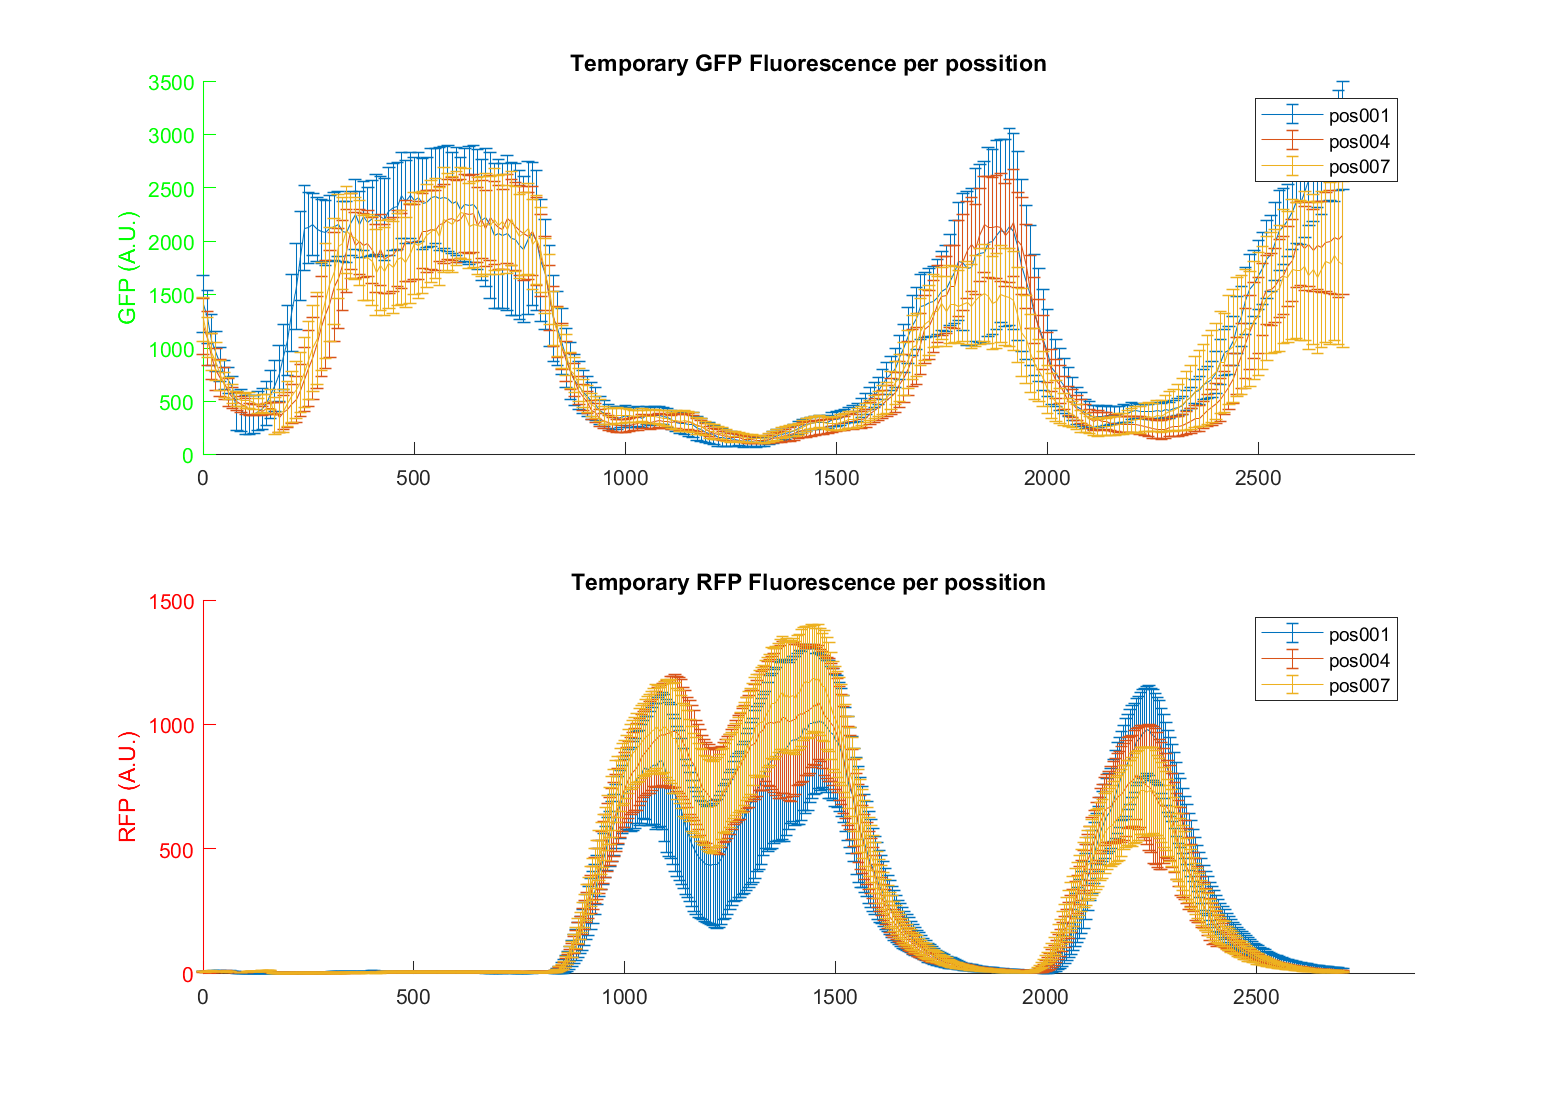 Temporary GFP Fluorescence per possition
GFP (A.U.)
3500
3000
2500
2000
1500
1000
500
0
0 500 1000 1500 2000 2500
pos001
pos004
pos007
Temporary RFP Fluorescence per possition
RFP (A.U.)
1500
1000
500
0
0 500 1000 1500 2000 2500
pos001
pos004
pos007